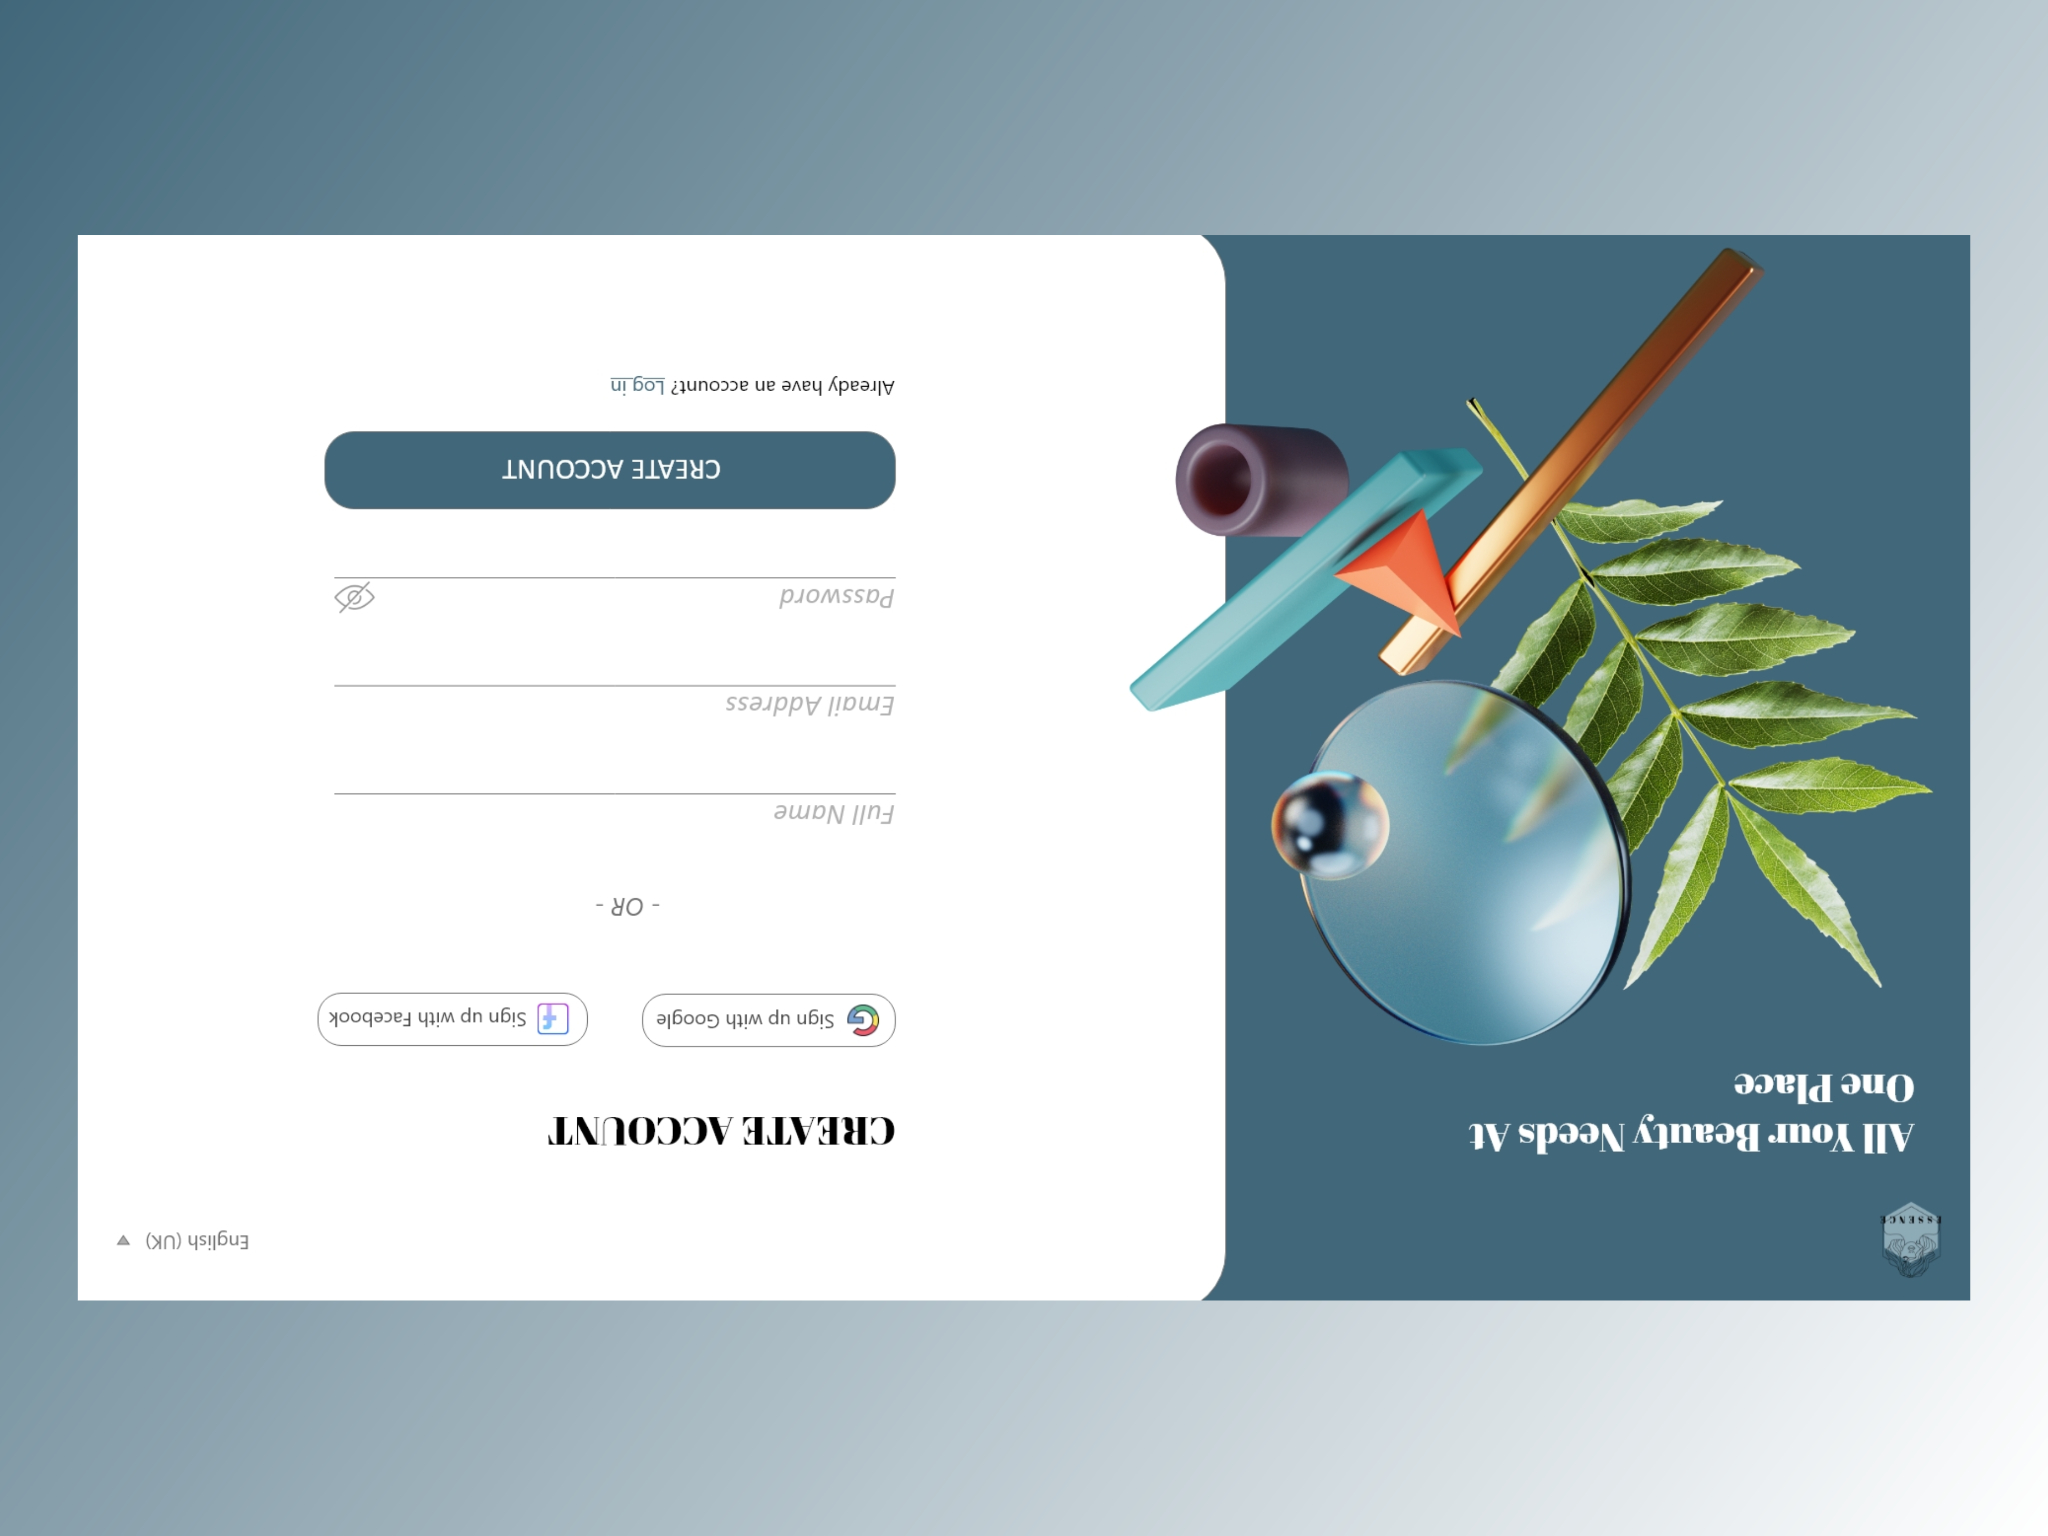 ESSENCE
All Your Beauty Needs At
One Place
English (UK)
CREATE ACCOUNT
Sign up with Google
Sign up with Facebook
- OR -
Full Name
Email Address
Password
CREATE ACCOUNT
Already have an account? Log in